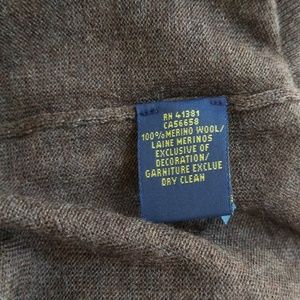 RN 41381
CA56658
100%MERINO WOOL/
LAINE MERINOS
EXCLUSIVE OF
DECORATION/
GARNITURE EXCLUE
DRY CLEAN